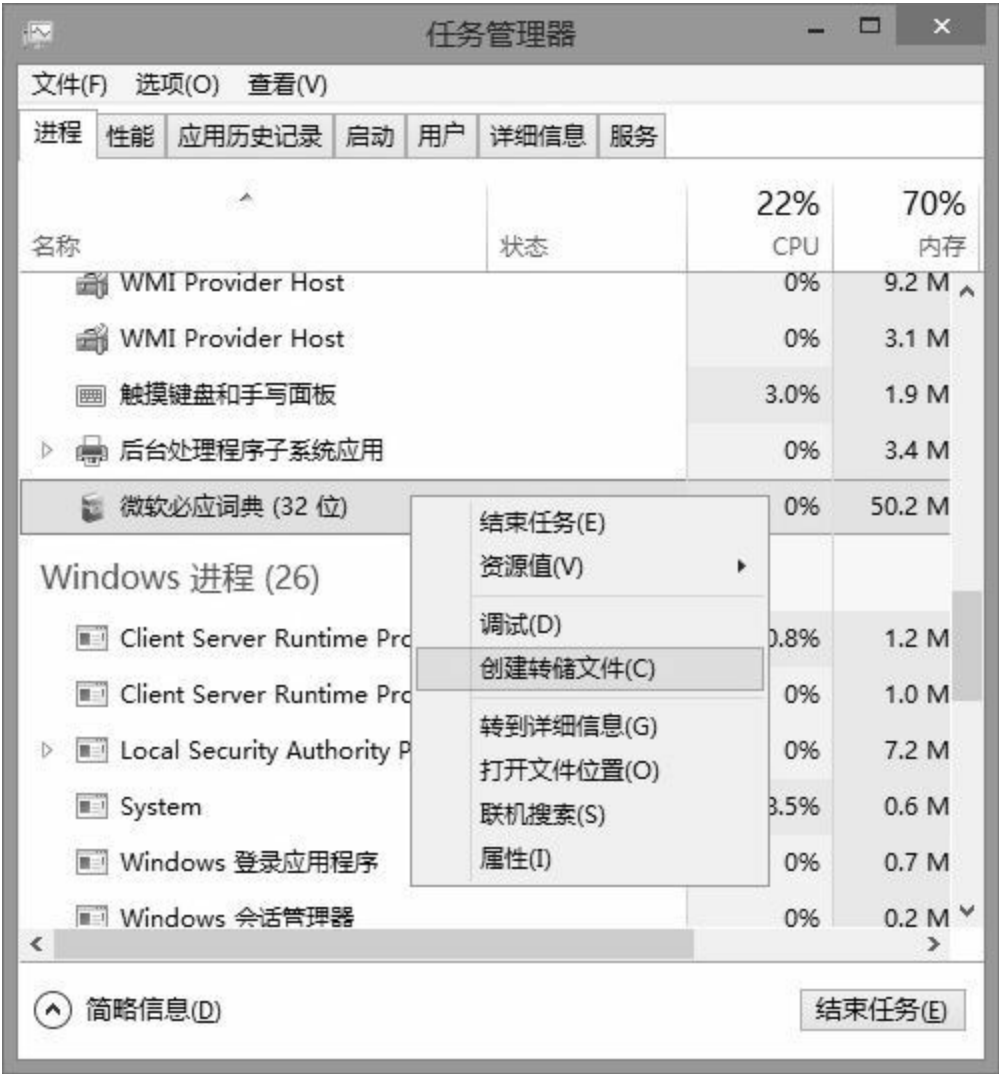 任务管理器
文件(F) 选项(O) 查看(V)
进程 性能 应用历史记录 启动 用户 详细信息 服务
22% 70%
名称 状态 CPU 内存
WMI Provider Host 0% 9.2 M
WMI Provider Host 0% 3.1 M
触摸键盘和手写面板 3.0% 1.9 M
后台处理程序子系统应用 0% 3.4 M
微软必应词典 (32 位) 0% 50.2 M
结束任务(E)
资源值(V)
Windows 进程 (26)
调试(D)
Client Server Runtime Pro 0.8% 1.2 M
创建转储文件(C)
Client Server Runtime Pro 0% 1.0 M
转到详细信息(G)
Local Security Authority P 0% 7.2 M
打开文件位置(O)
System 3.5% 0.6 M
联机搜索(S)
Windows 登录应用程序 0% 0.7 M
属性(I)
Windows 会话管理器 0% 0.2 M
简略信息(D) 结束任务(E)